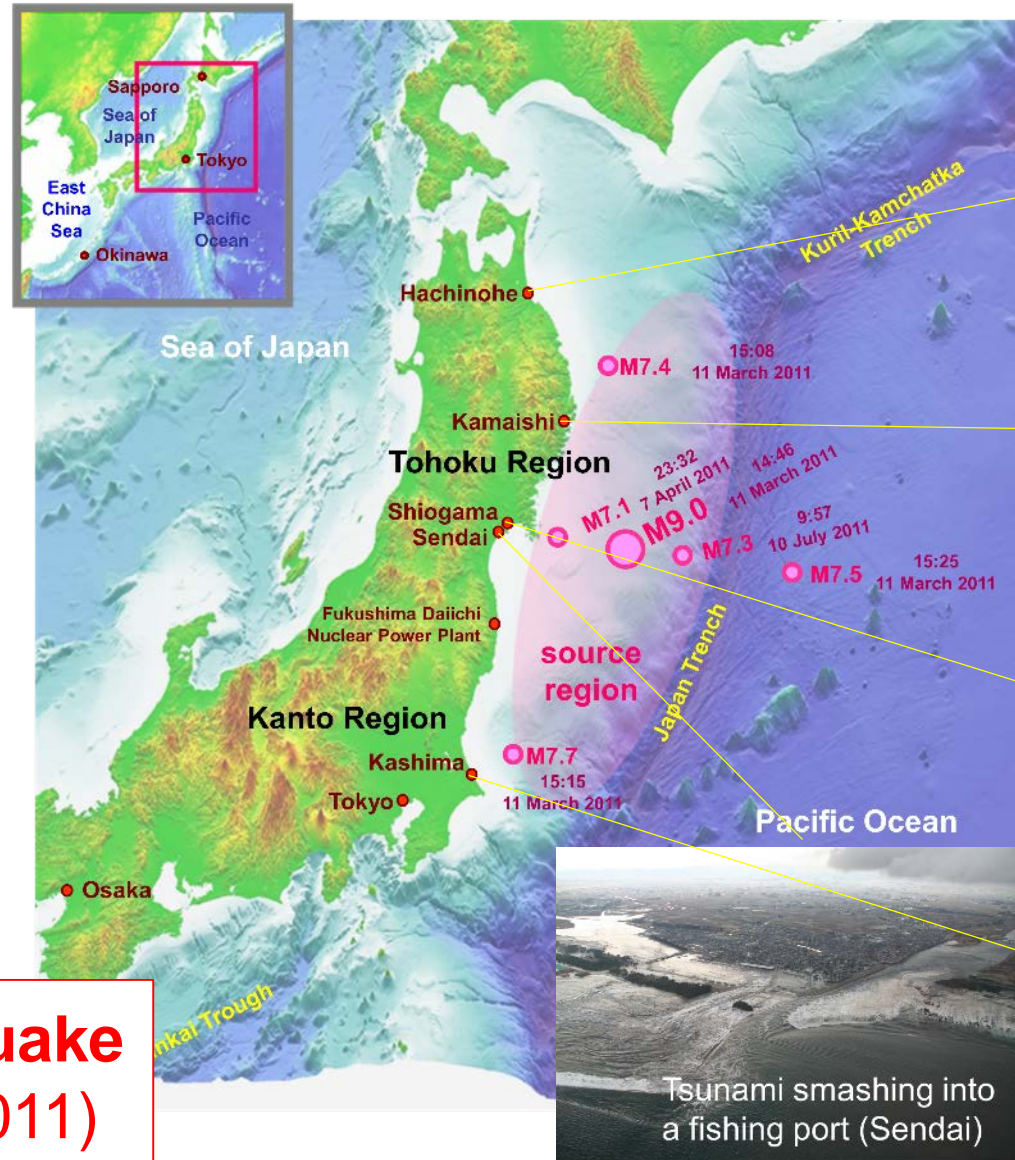 Sapporo
Sea of
Japan
Tokyo
East
China
Sea
Pacific
Ocean
Okinawa
Kuril-Kamchatka
Trench
Hachinohe
Sea of Japan
M7.4
15:08
11 March 2011
Kamaishi
Tohoku Region
23:32
7 April 2011
M7.1
14:46
11 March 2011
M9.0
Shiogama
Sendai
9:57
10 July 2011
M7.3
15:25
11 March 2011
M7.5
Fukushima Daiichi
Nuclear Power Plant
source
region
Japan Trench
Kanto Region
M7.7
15:15
11 March 2011
Kashima
Tokyo
Pacific Ocean
Osaka
nkai Trough
uake
011)
Tsunami smashing into
a fishing port (Sendai)